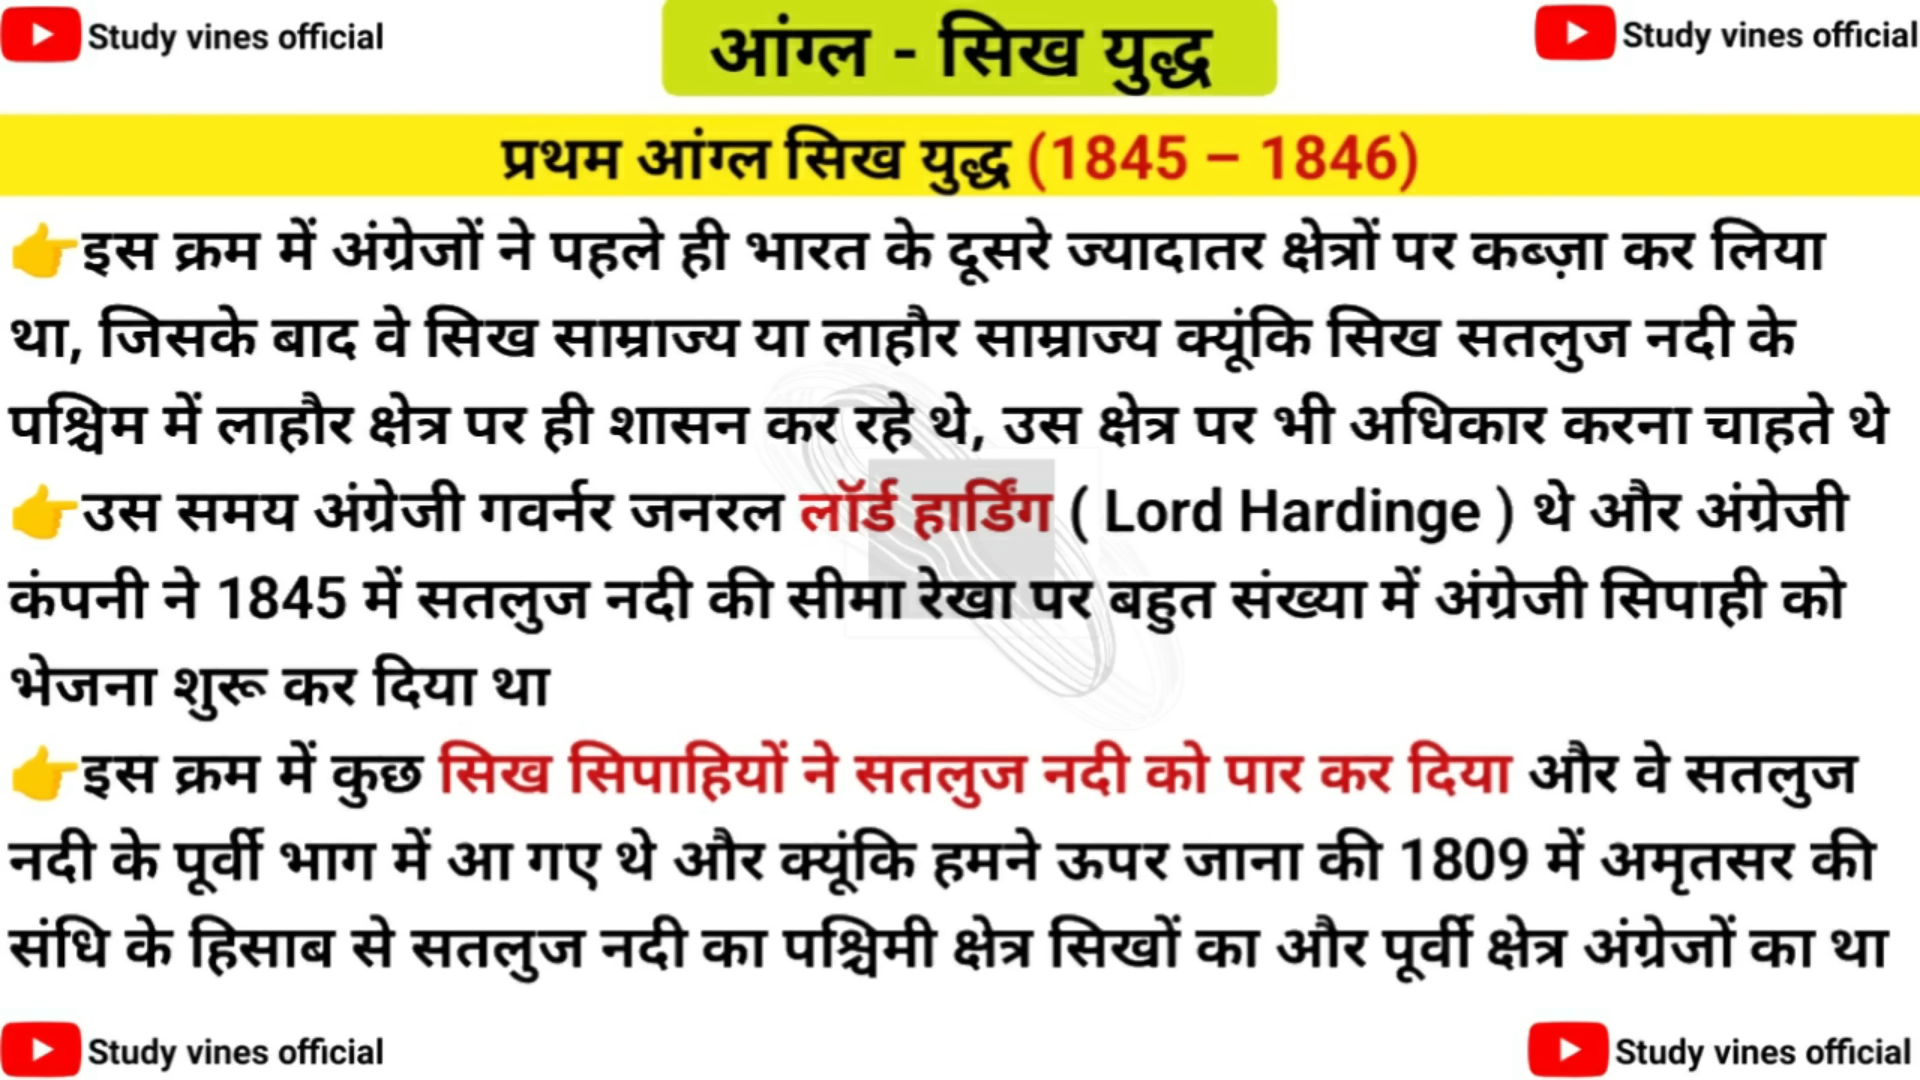 Study vines official
आंग्ल - सिख युद्ध
Study vines official
प्रथम आंग्ल सिख युद्ध (1845 – 1846)
👉इस क्रम में अंग्रेजों ने पहले ही भारत के दूसरे ज्यादातर क्षेत्रों पर कब्ज़ा कर लिया
था, जिसके बाद वे सिख साम्राज्य या लाहौर साम्राज्य क्यूंकि सिख सतलुज नदी के
पश्चिम में लाहौर क्षेत्र पर ही शासन कर रहे थे, उस क्षेत्र पर भी अधिकार करना चाहते थे
👉उस समय अंग्रेजी गवर्नर जनरल लॉर्ड हार्डिंग ( Lord Hardinge ) थे और अंग्रेजी
कंपनी ने 1845 में सतलुज नदी की सीमा रेखा पर बहुत संख्या में अंग्रेजी सिपाही को
भेजना शुरू कर दिया था
👉इस क्रम में कुछ सिख सिपाहियों ने सतलुज नदी को पार कर दिया और वे सतलुज
नदी के पूर्वी भाग में आ गए थे और क्यूंकि हमने ऊपर जाना की 1809 में अमृतसर की
संधि के हिसाब से सतलुज नदी का पश्चिमी क्षेत्र सिखों का और पूर्वी क्षेत्र अंग्रेजों का था
Study vines official
Study vines official